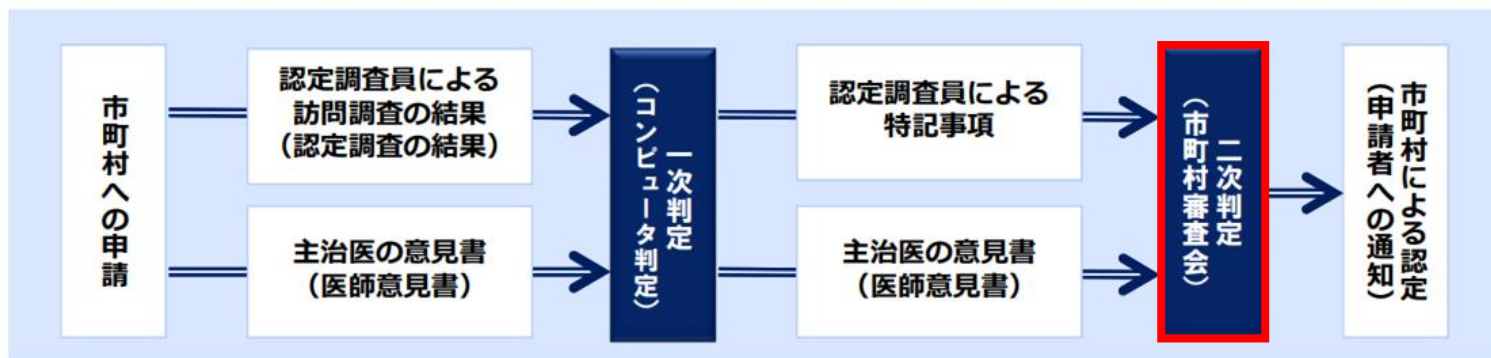 市町村への申請
認定調査員による
訪問調査の結果
（認定調査の結果）
主治医の意見書
（医師意見書）
一次判定
（コンピュータ判定）
認定調査員による
特記事項
主治医の意見書
（医師意見書）
二次判定
（市町村審査会）
市町村による認定
（申請者への通知）